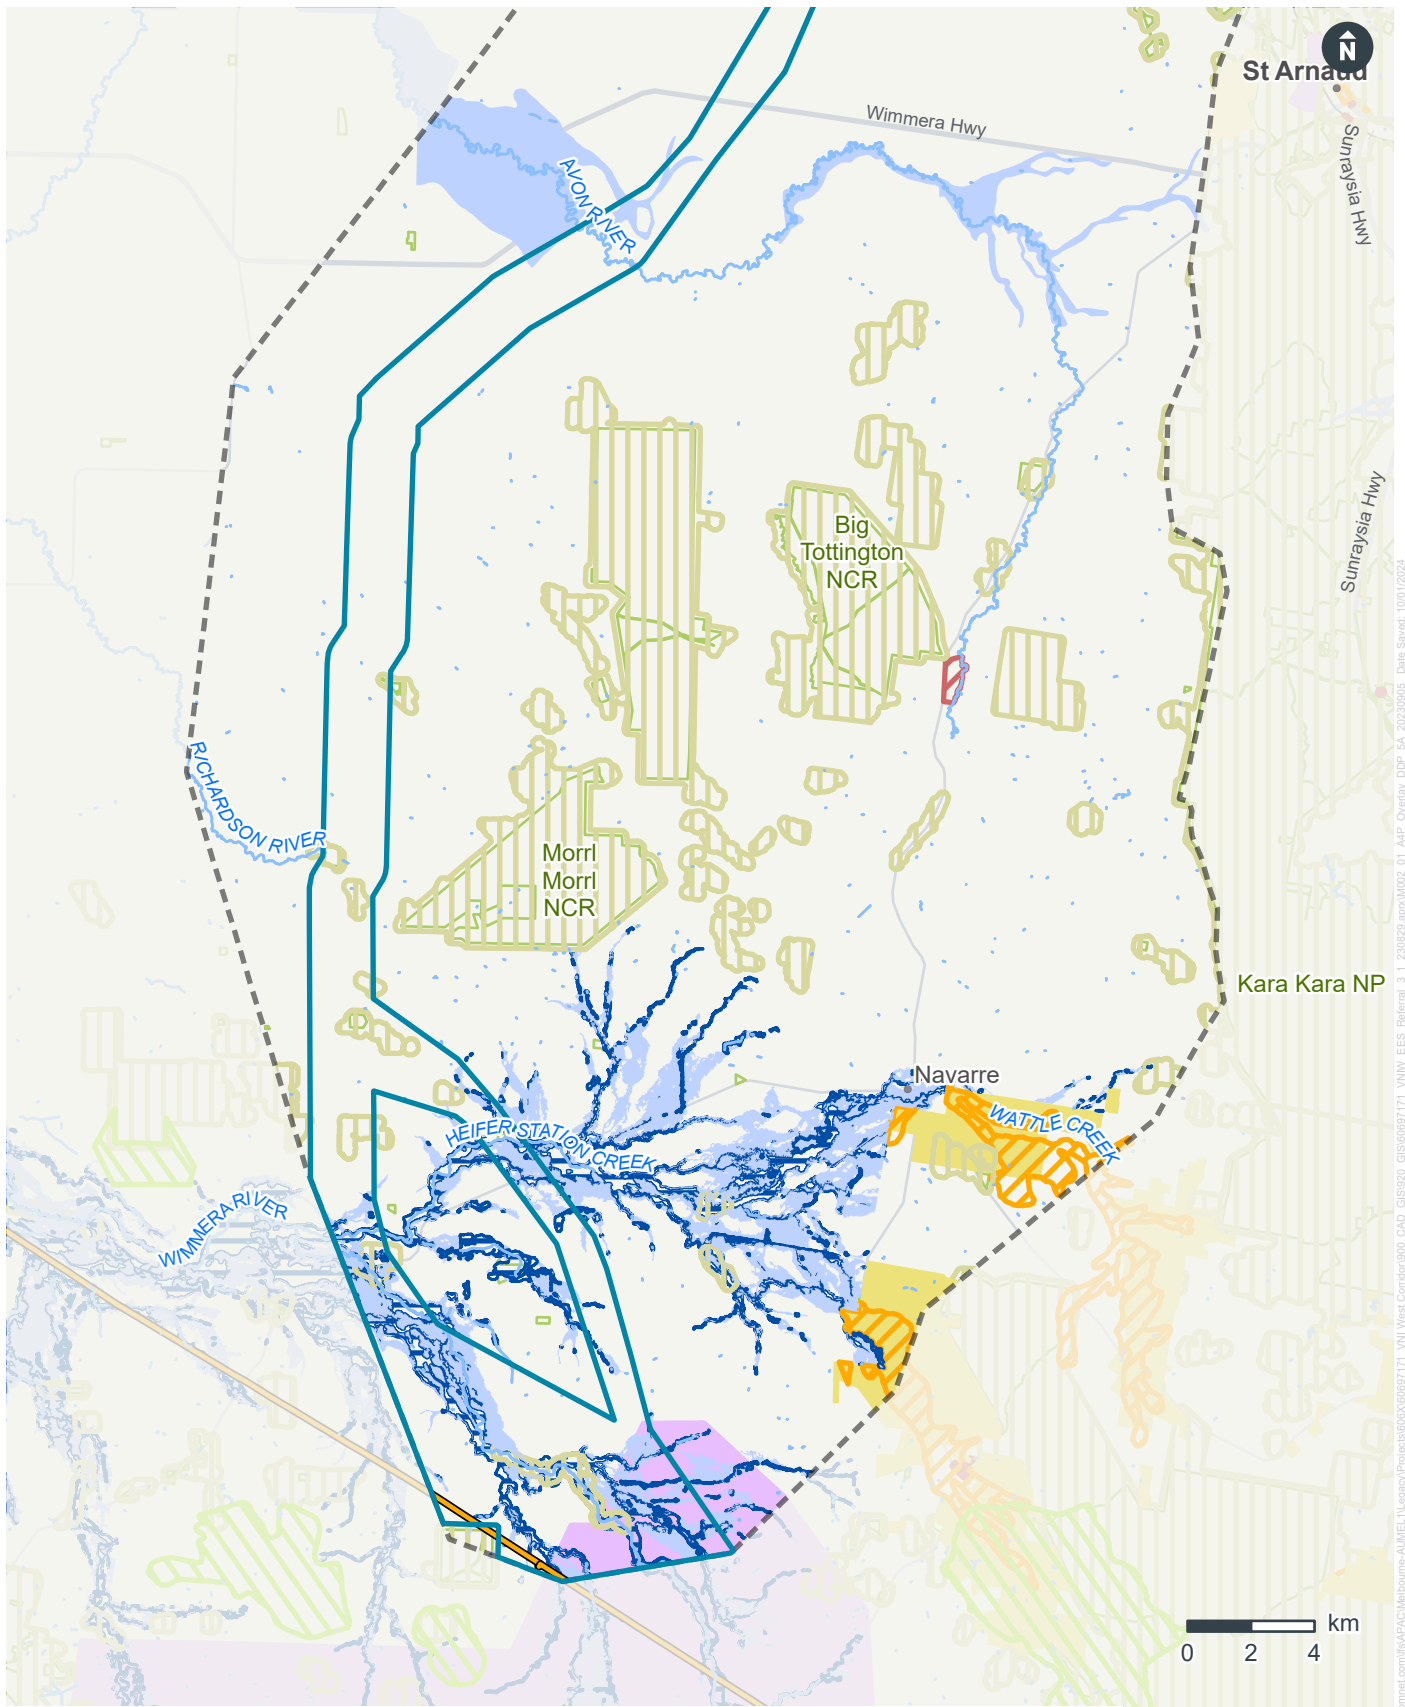 N
St Arnaud
Wimmera Hwy
Sunraysia Hwy
AVON RIVER
Sunraysia Hwy
Big
Tottington
NCR
RICHARDSON RIVER
Morrl
Morrl
NCR
Kara Kara NP
Navarre
WATTLE CREEK
HEIFER STATION CREEK
WIMMERA RIVER
km
0 2 4